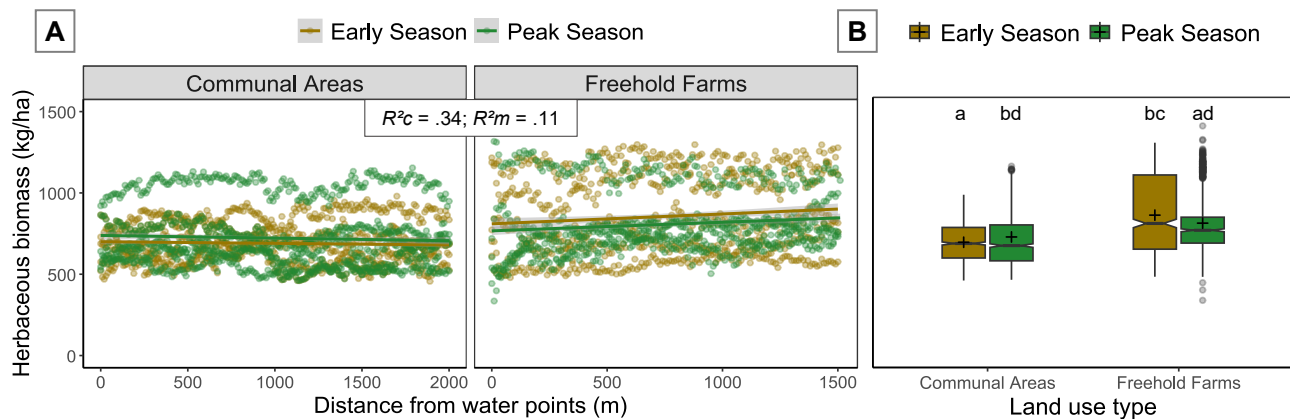 A
Early Season
Peak Season
Communal Areas
Freehold Farms
R²c = .34; R²m = .11
Herbaceous biomass (kg/ha)
1500
1000
500
0
0
500
1000
1500
2000
0
500
1000
1500
Distance from water points (m)
B
Early Season
Peak Season
a
bd
bc
ad
Communal Areas
Freehold Farms
Land use type